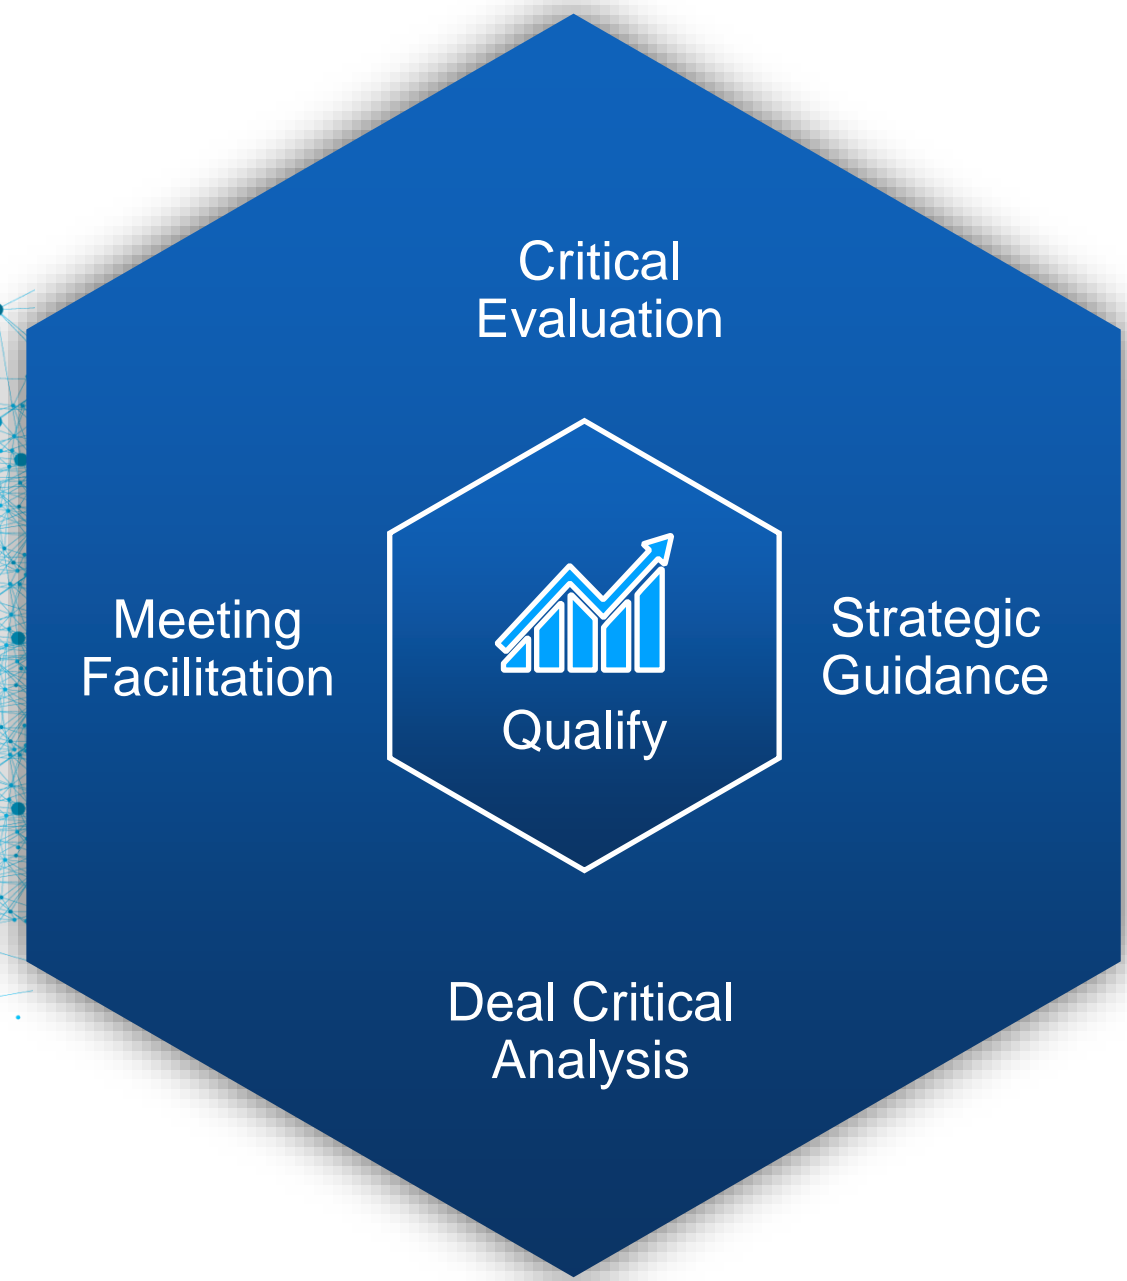 Critical
Evaluation
Meeting
Facilitation
Strategic
Guidance
Qualify
Deal Critical
Analysis